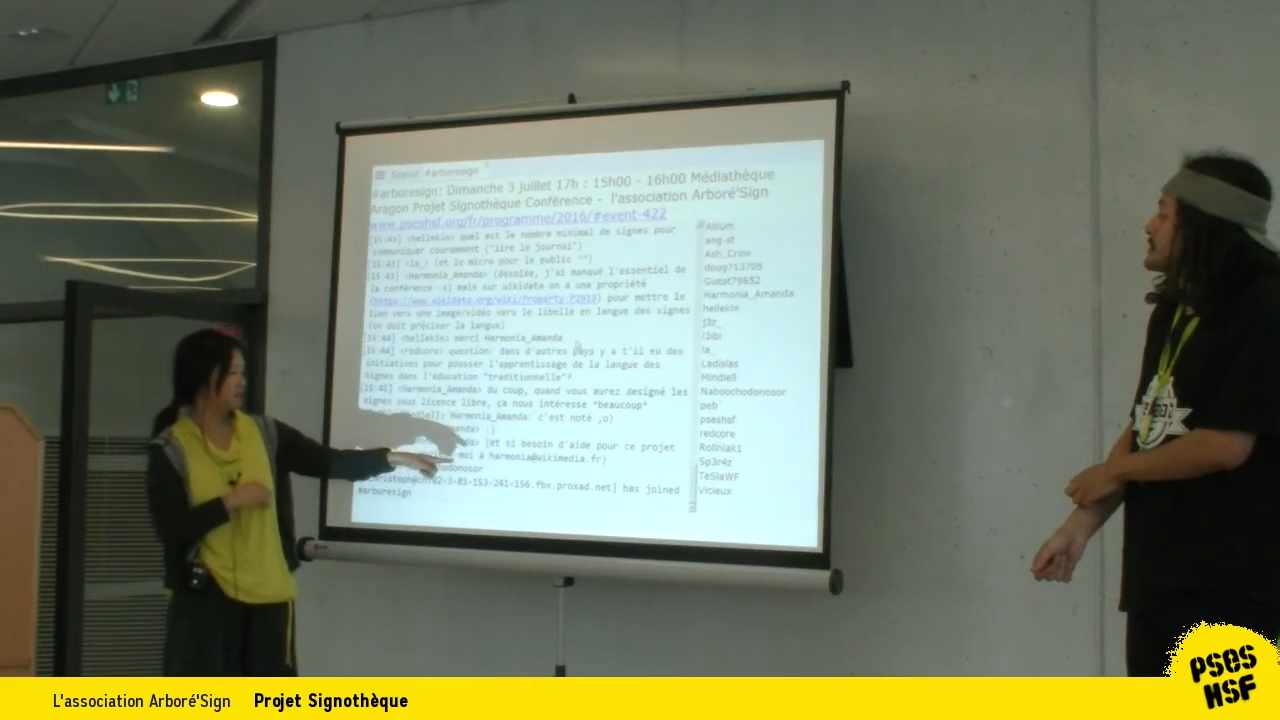 #arboresign
#arboresign: Dimanche 3 juillet 17h : 15h00 - 16h00 Médiathèque
Aragon Projet Signothèque Conférence - l'association Arboré'Sign
www.pseshsf.org/fr/programme/2016/#event-422
[15:43] <hellekin> quel est le nombre minimal de signes pour
communiquer couramment ("lire le journal")
[15:43] <la_> (et le micro pour le public ^^)
[15:43] <Harmonia_Amanda> (désolée, j'ai manqué l'essentiel de
la conférence :s) mais sur wikidata on a une propriété
(https://www.wikidata.org/wiki/Property:P2919) pour mettre le
lien vers une image/vidéo vers le libelle en langue des signes
(on doit préciser la langue)
[15:44] <hellekin> merci Harmonia_Amanda
[15:44] <redcore> question: dans d'autres pays y a t'il eu des
initiatives pour pousser l'apprentissage de la langue des
signes dans l'éducation "traditionnelle"?
[15:45] <Harmonia_Amanda> du coup, quand vous aurez designé les
signes sous licence libre, ça nous intéresse *beaucoup*
Harmonia_Amanda: c'est noté ;o)
:)
(et si besoin d'aide pour ce projet
moi à harmonia@wikimedia.fr)
has joined
#arboresign
Allium
ang-st
Ash_Crow
doug713705
Guest79852
Harmonia_Amanda
hellekin
j3z_
l3ibi
la_
Ladislas
Mindiell
Naboochodonosor
peb
pseshsf
redcore
Rolliniak1
Sp3r4z
TeSlaWF
Vicieux
PSES
HSF
L'association Arboré'Sign Projet Signothèque